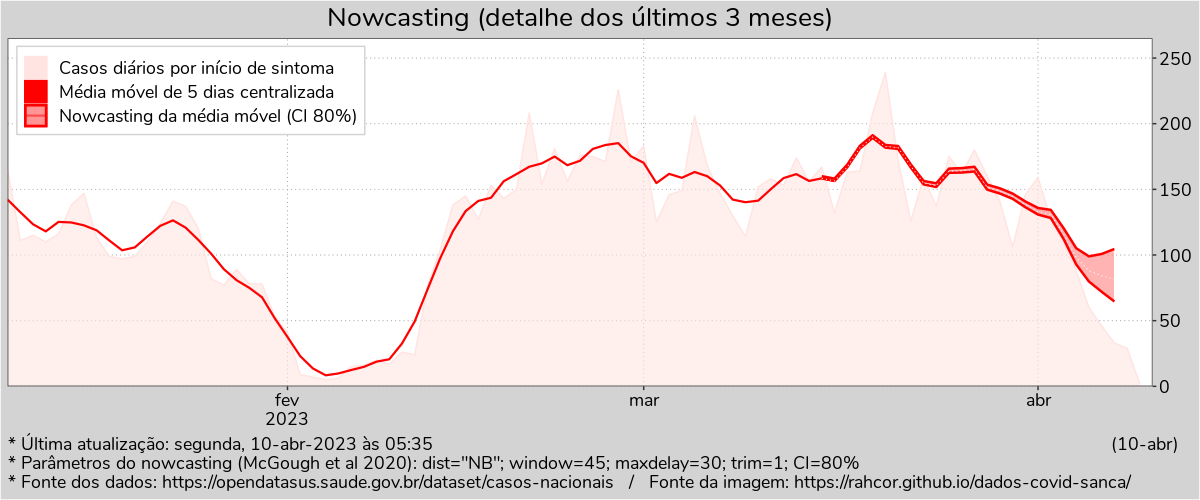 Nowcasting (detalhe dos últimos 3 meses)
Casos diários por início de sintoma
Média móvel de 5 dias centralizada
Nowcasting da média móvel (CI 80%)
250
200
150
100
50
0
fev
2023
mar
abr
* Última atualização: segunda, 10-abr-2023 às 05:35
(10-abr)
* Parâmetros do nowcasting (McGough et al 2020): dist="NB"; window=45; maxdelay=30; trim=1; CI=80%
* Fonte dos dados: https://opendatasus.saude.gov.br/dataset/casos-nacionais / Fonte da imagem: https://rahcor.github.io/dados-covid-sanca/